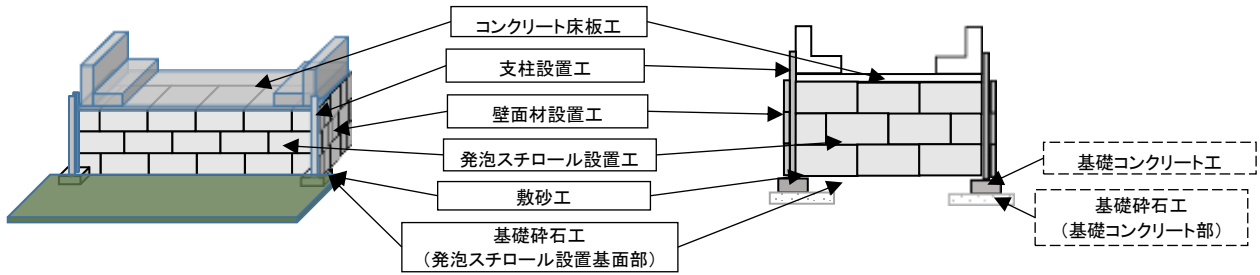 コンクリート床板工
支柱設置工
壁面材設置工
発泡スチロール設置工
敷砂工
基礎砕石工
（発泡スチロール設置基面部）
基礎コンクリート工
基礎砕石工
（基礎コンクリート部）